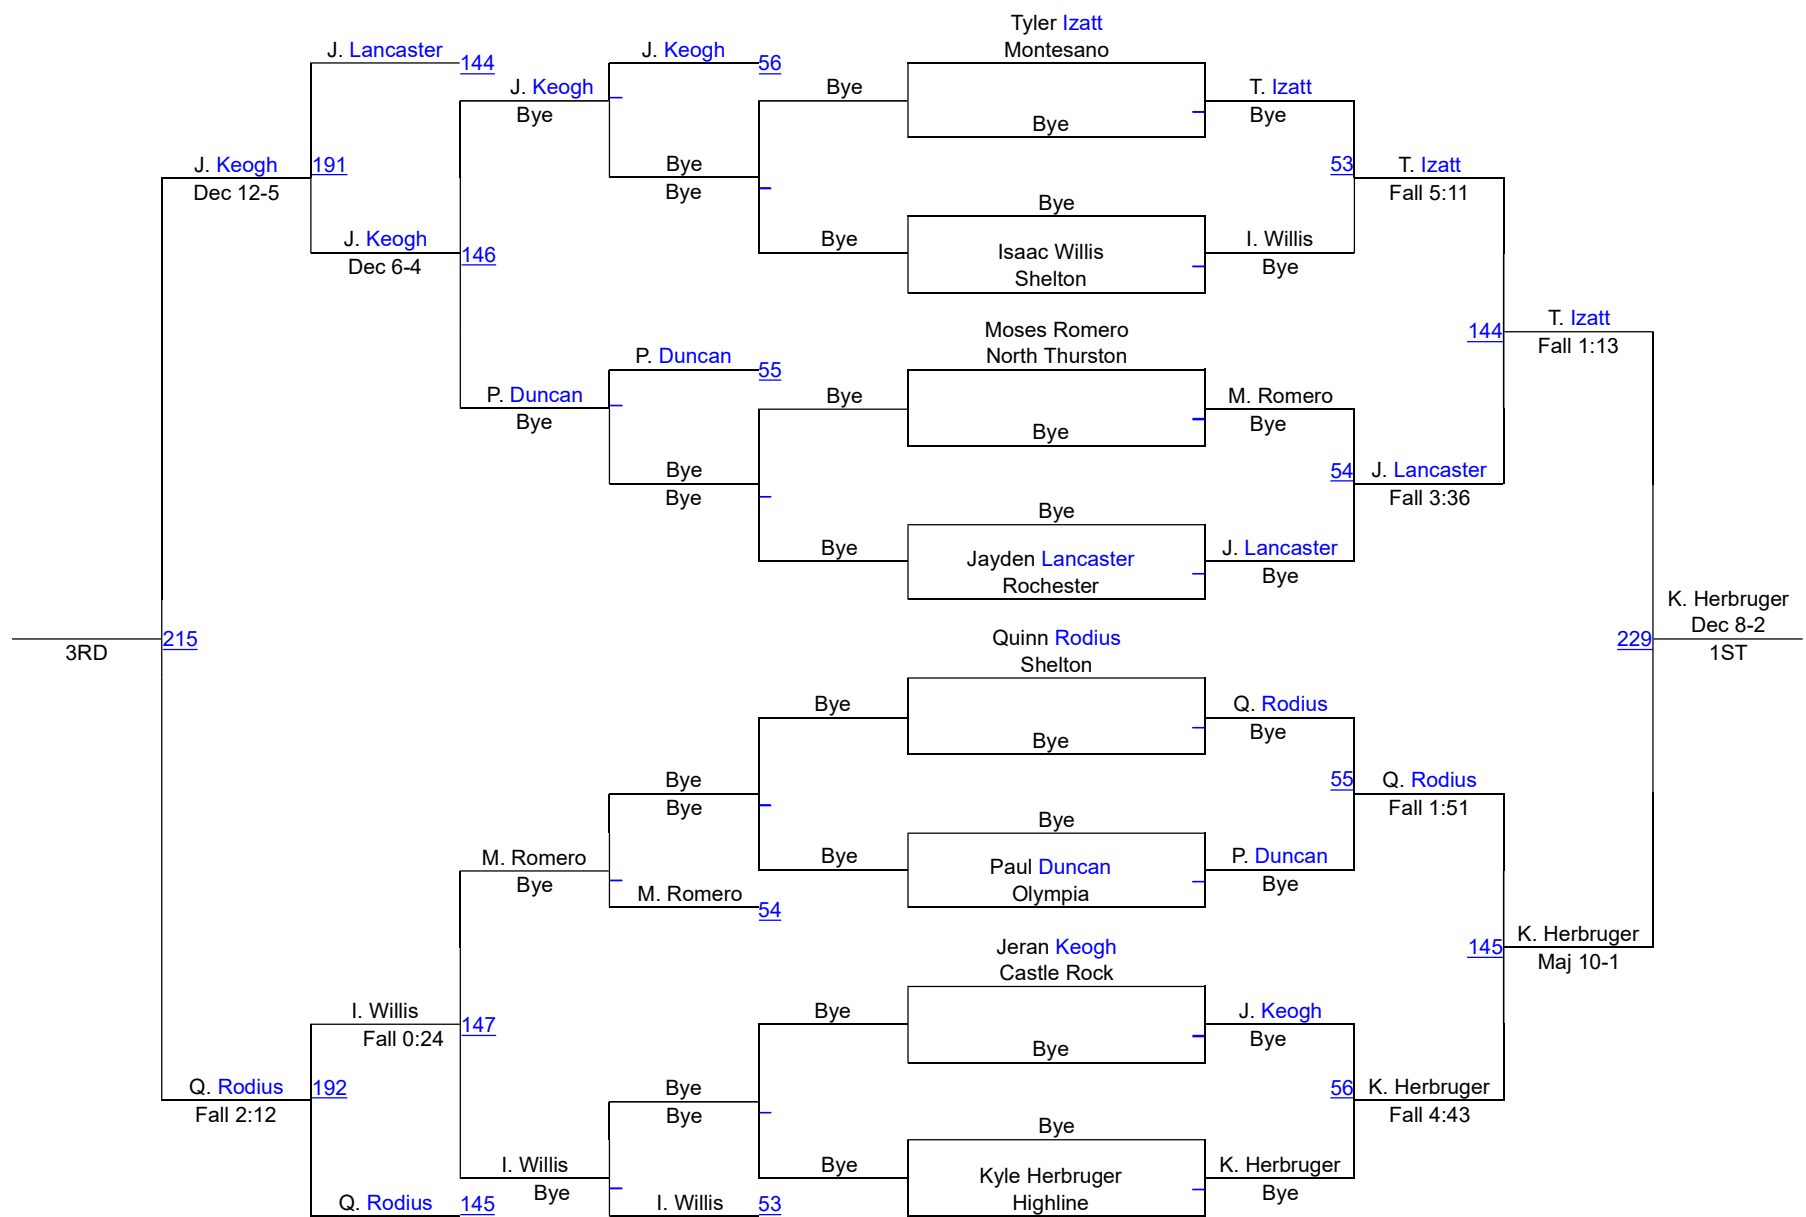 Tyler Izatt
J. Lancaster
J. Keogh
Montesano
144
56
J. Keogh
Bye
T. Izatt
Bye
Bye
Bye
J. Keogh
191
Bye
53
T. Izatt
Dec 12-5
Bye
Fall 5:11
Bye
J. Keogh
Bye
I. Willis
146
Isaac Willis
Dec 6-4
Bye
Shelton
T. Izatt
Moses Romero
144
Fall 1:13
P. Duncan
North Thurston
55
P. Duncan
Bye
M. Romero
Bye
Bye
Bye
Bye
54
J. Lancaster
Bye
Fall 3:36
Bye
Bye
J. Lancaster
Jayden Lancaster
Bye
Rochester
K. Herbruger
Dec 8-2
215
Quinn Rodius
229
3RD
1ST
Shelton
Bye
Q. Rodius
Bye
Bye
Bye
55
Q. Rodius
Bye
Fall 1:51
Bye
M. Romero
Bye
P. Duncan
Paul Duncan
Bye
Bye
M. Romero
Olympia
54
K. Herbruger
145
Jeran Keogh
Maj 10-1
Castle Rock
I. Willis
Bye
J. Keogh
147
Fall 0:24
Bye
Bye
Q. Rodius
192
Bye
56
K. Herbruger
Fall 2:12
Bye
Fall 4:43
Bye
I. Willis
Bye
K. Herbruger
Kyle Herbruger
Bye
Bye
Q. Rodius
145
I. Willis
53
Highline